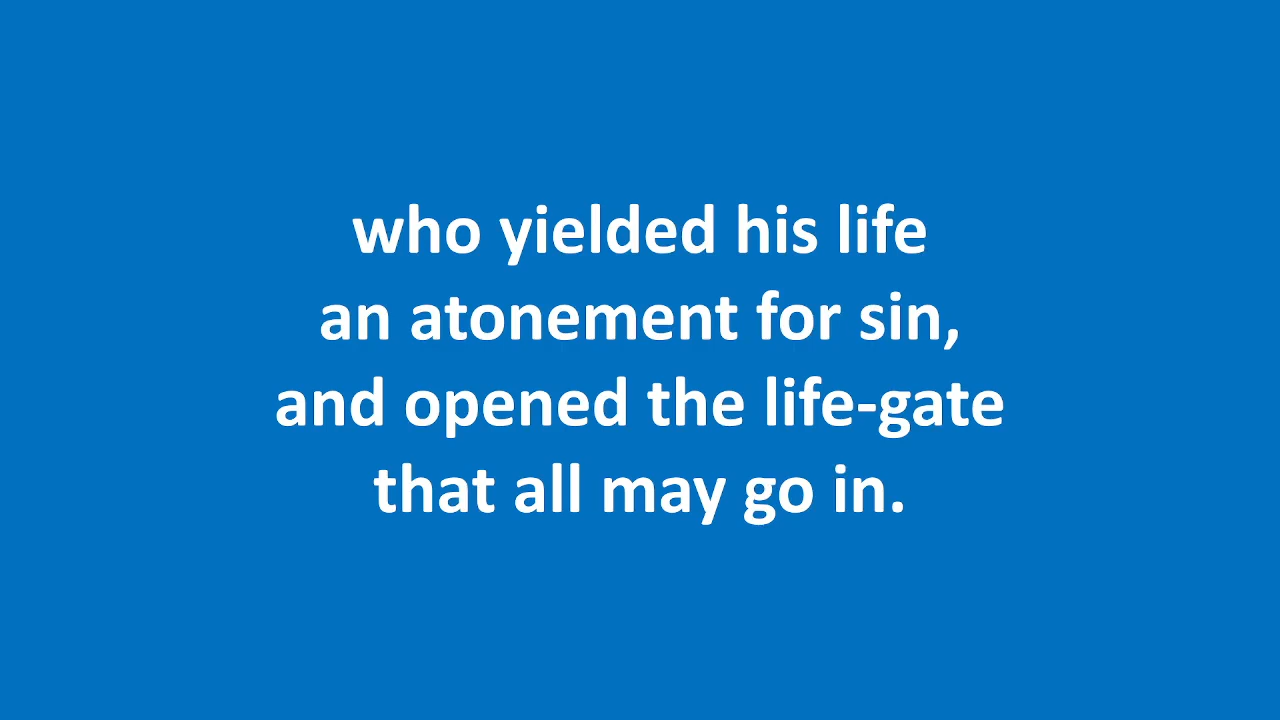 who yielded his life
an atonement for sin,
and opened the life-gate
that all may go in.